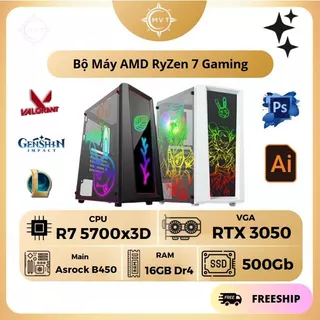 MVT
Bộ Máy AMD RyZen 7 Gaming
VALORANT
GENSHIN
IMPACT
L
Ps
Ai
CPU
R7 5700x3D
VGA
RTX 3050
Main
Asrock B450
RAM
16GB Dr4
SSD
500Gb
FREE
FREESHIP